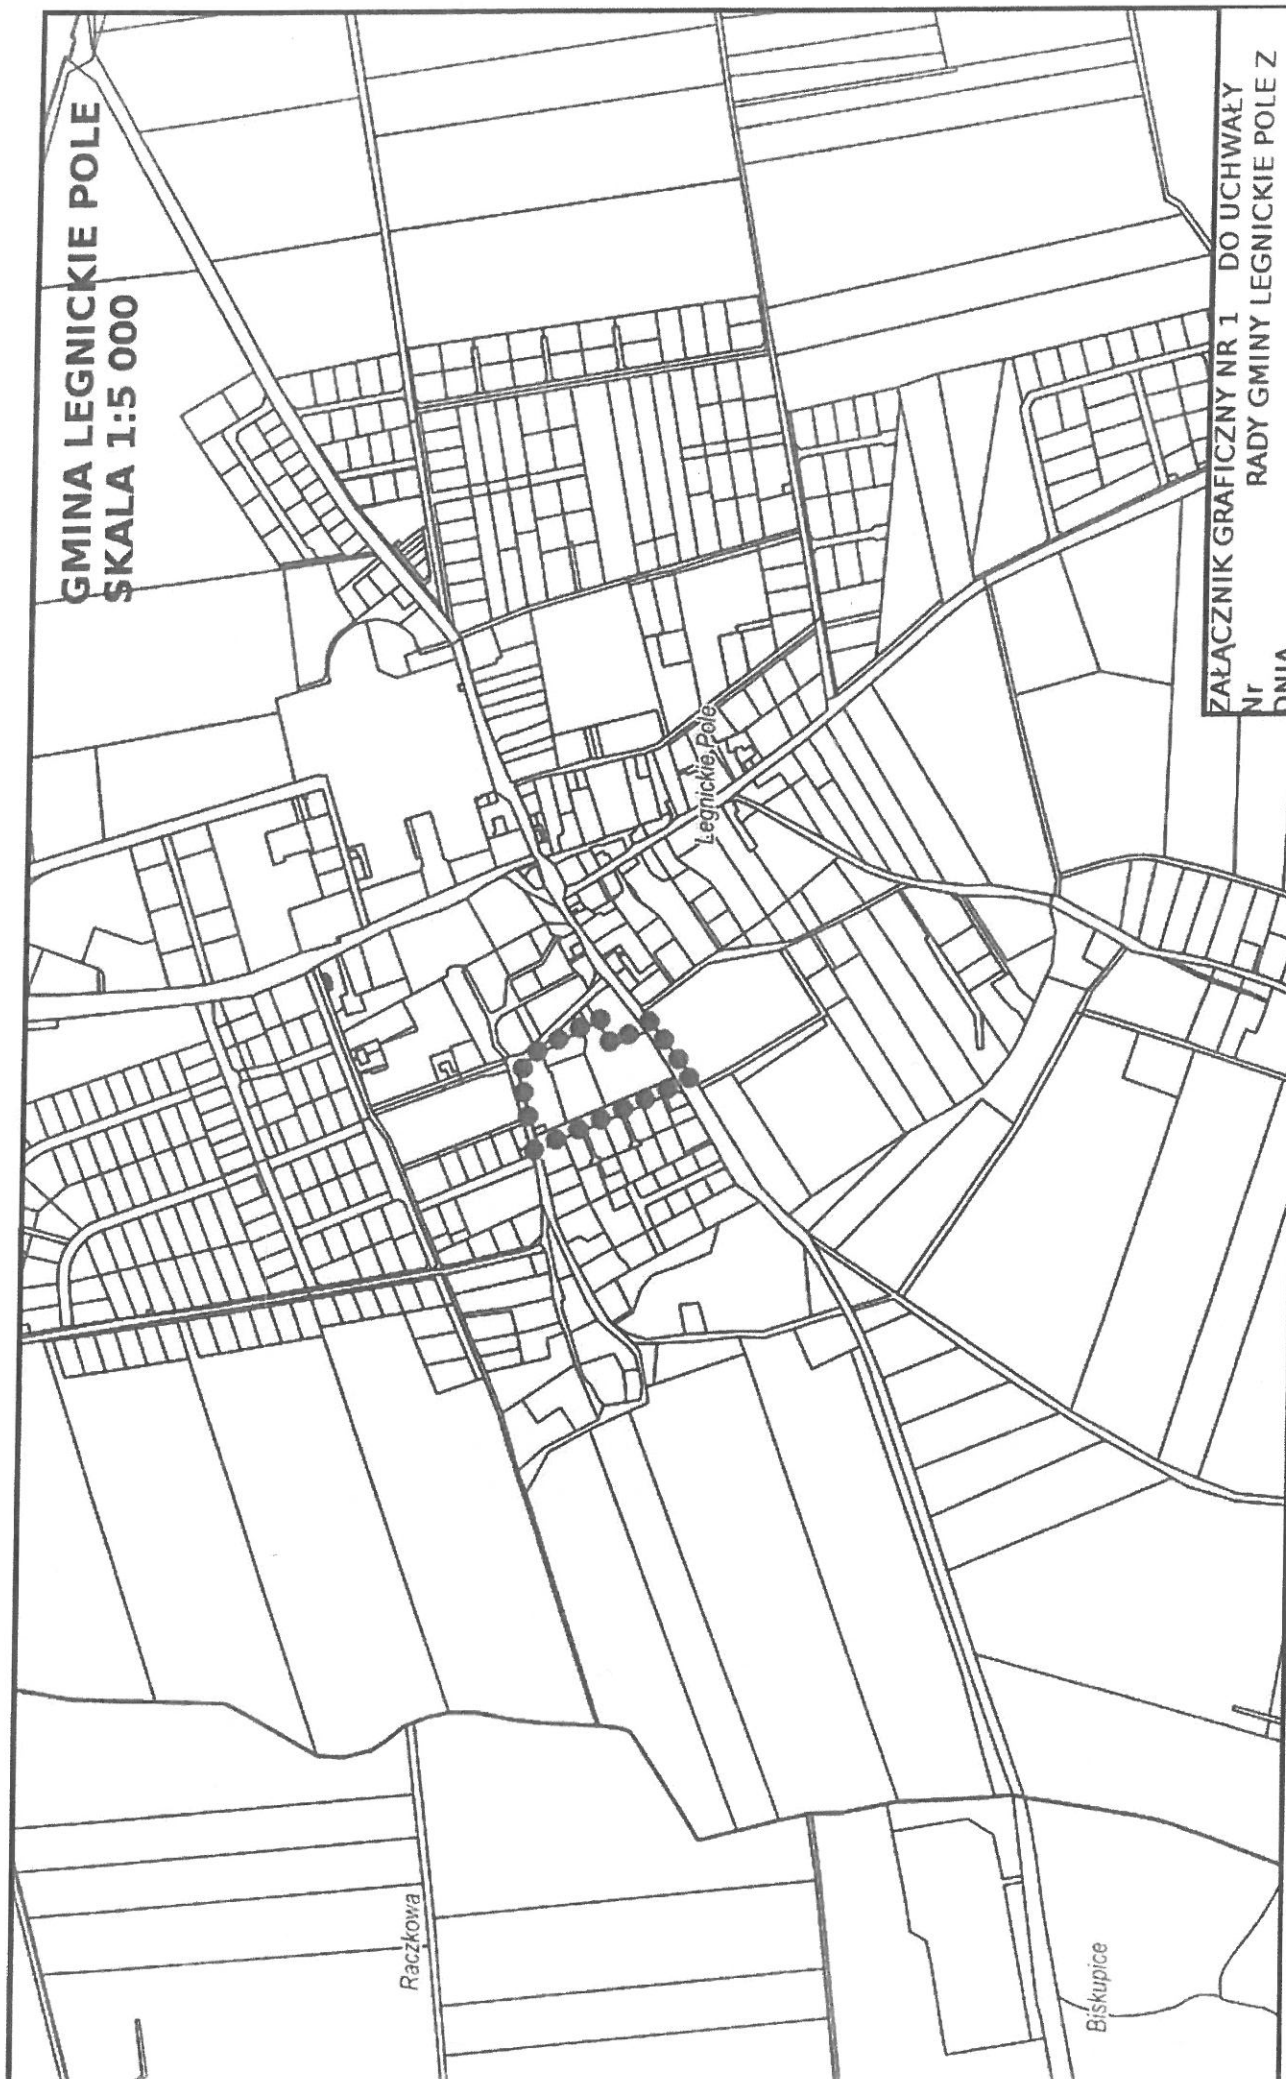 GMINA LEGNICKIE POLE
SKALA 1:5 000
Legnickie Pole
Raczkowa
Biskupice
ZAŁĄCZNIK GRAFICZNY NR 1 DO UCHWAŁY
Nr RADY GMINY LEGNICKIE POLE Z
DNIA